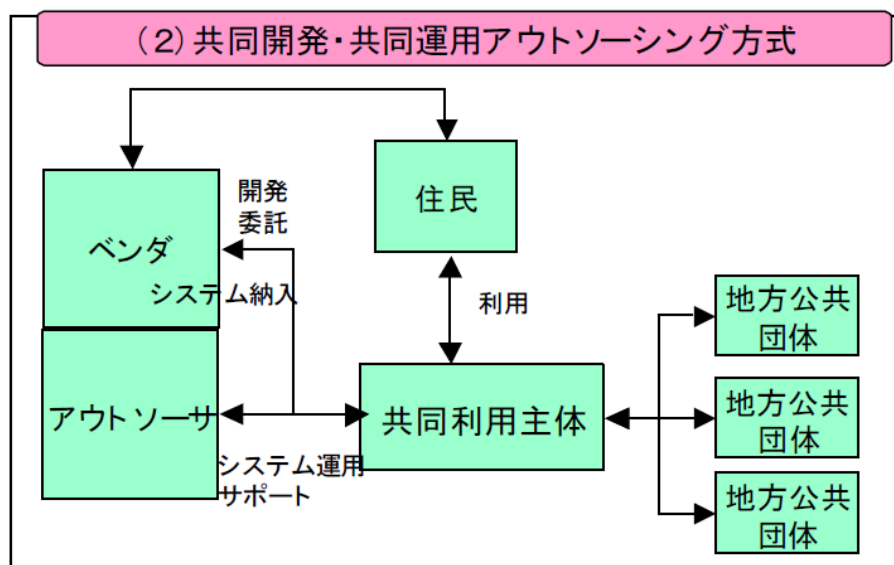 (2)共同開発・共同運用アウトソーシング方式
開発
委託
住民
ベンダ
システム納入
利用
地方公共
団体
アウトソーサ
共同利用主体
地方公共
団体
システム運用
サポート
地方公共
団体